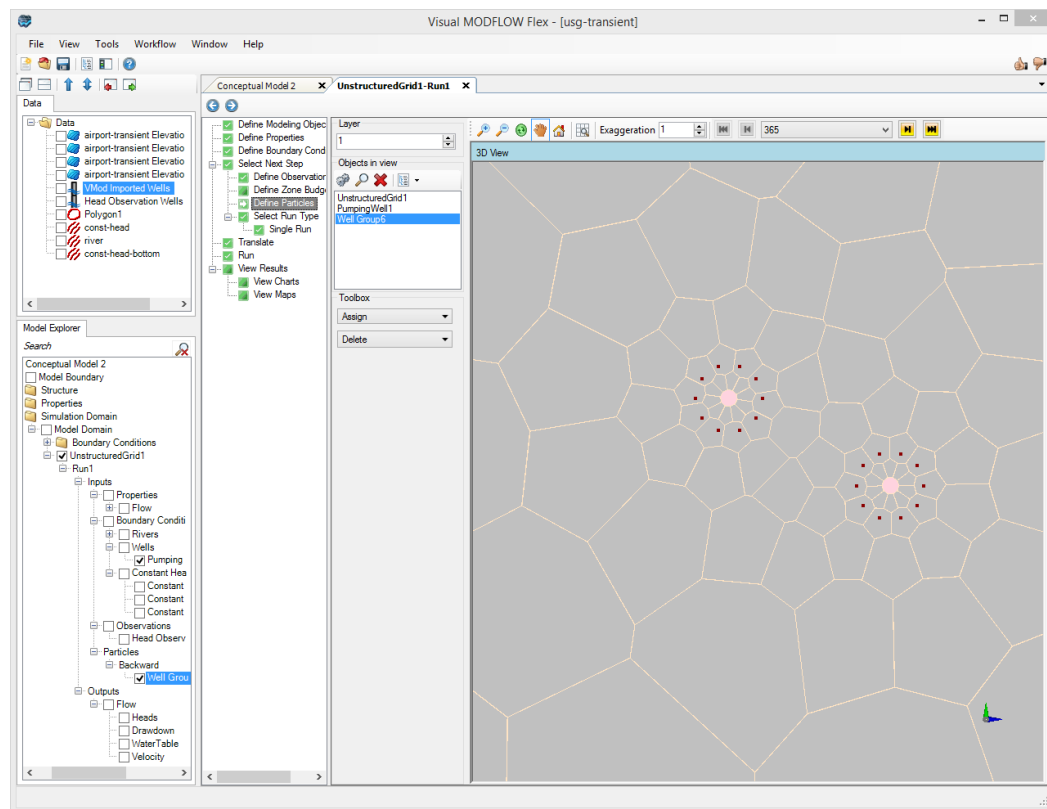 Visual MODFLOW Flex - [usg-transient]
File View Tools Workflow Window Help
Data
Data
airport-transient Elevatio
airport-transient Elevatio
airport-transient Elevatio
airport-transient Elevatio
VMod Imported Wells
Head Observation Wells
Polygon1
const-head
river
const-head-bottom
Model Explorer
Search
Conceptual Model 2
Model Boundary
Structure
Properties
Simulation Domain
Model Domain
Boundary Conditions
UnstructuredGrid1
Run1
Inputs
Properties
Flow
Boundary Conditi
Rivers
Wells
Pumping
Constant Hea
Constant
Constant
Constant
Observations
Head Observ
Particles
Backward
Well Grou
Outputs
Flow
Heads
Drawdown
WaterTable
Velocity
Conceptual Model 2
UnstructuredGrid1-Run1
Define Modeling Objec
Define Properties
Define Boundary Cond
Select Next Step
Define Observation
Define Zone Budg
Define Particles
Select Run Type
Single Run
Translate
Run
View Results
View Charts
View Maps
Layer
1
Objects in view
UnstructuredGrid1
PumpingWell1
Well Group6
Toolbox
Assign
Delete
Exaggeration 1
365
3D View